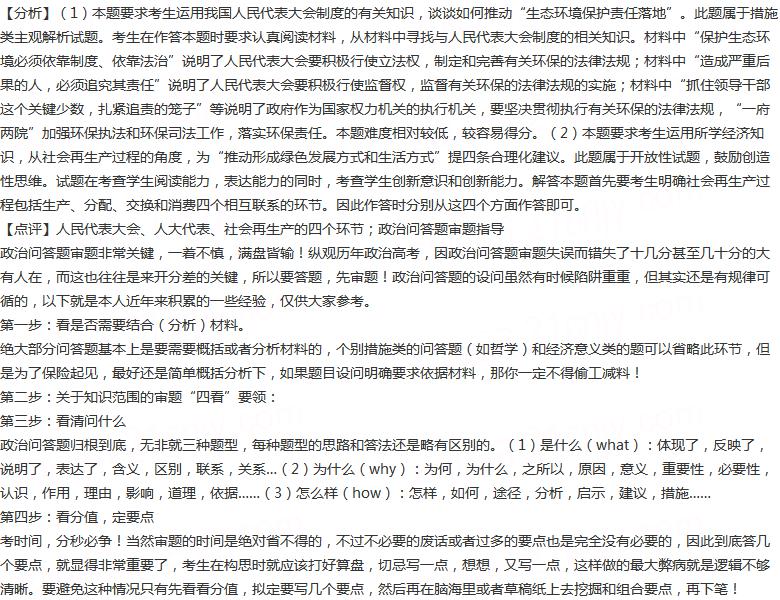 【分析】（1）本题要求考生运用我国人民代表大会制度的有关知识，谈谈如何推动“生态环境保护责任落地”。此题属于措施
类主观解析试题。考生在作答本题时要求认真阅读材料，从材料中寻找与人民代表大会制度的相关知识。材料中“保护生态环
境必须依靠制度、依靠法治”说明了人民代表大会要积极行使立法权，制定和完善有关环保的法律法规；材料中“造成严重后
果的人，必须追究其责任”说明了人民代表大会要积极行使监督权，监督有关环保的法律法规的实施；材料中“抓住领导干部
这个关键少数，扎紧追责的笼子”等说明了政府作为国家权力机关的执行机关，要坚决贯彻执行有关环保的法律法规，“一府
两院”加强环保执法和环保司法工作，落实环保责任。本题难度相对较低，较容易得分。（2）本题要求考生运用所学经济知
识，从社会再生产过程的角度，为“推动形成绿色发展方式和生活方式”提四条合理化建议。此题属于开放性试题，鼓励创造
性思维。试题在考查学生阅读能力，表达能力的同时，考查学生创新意识和创新能力。解答本题首先要考生明确社会再生产过
程包括生产、分配、交换和消费四个相互联系的环节。因此作答时分别从这四个方面作答即可。
【点评】人民代表大会、人大代表、社会再生产的四个环节；政治问答题审题指导
政治问答题审题非常关键，一着不慎，满盘皆输！纵观历年政治高考，因政治问答题审题失误而错失了十几分甚至几十分的大
有人在，而这也往往是来开分差的关键，所以要答题，先审题！政治问答题的设问虽然有时候陷阱重重，但其实还是有规律可
循的，以下就是本人近年来积累的一些经验，仅供大家参考。
第一步：看是否需要结合（分析）材料。
绝大部分问答题基本上是要需要概括或者分析材料的，个别措施类的问答题（如哲学）和经济意义类的题可以省略此环节，但
是为了保险起见，最好还是简单概括分析下，如果题目设问明确要求依据材料，那你一定不得偷工减料！
第二步：关于知识范围的审题“四看”要领：
第三步：看清问什么
政治问答题归根到底，无非就三种题型，每种题型的思路和答法还是略有区别的。（1）是什么（what）：体现了，反映了，
说明了，表达了，含义，区别，联系，关系...（2）为什么（why）：为何，为什么，之所以，原因，意义，重要性，必要性，
认识，作用，理由，影响，道理，依据......（3）怎么样（how）：怎样，如何，途径，分析，启示，建议，措施......
第四步：看分值，定要点
考时间，分秒必争！当然审题的时间是绝对省不得的，不过不必要的废话或者过多的要点也是完全没有必要的，因此到底答几
个要点，就显得非常重要了，考生在构思时就应该打好算盘，切忌写一点，想想，又写一点，这样做的最大弊病就是逻辑不够
清晰。要避免这种情况只有先看看分值，拟定要写几个要点，然后再在脑海里或者草稿纸上去挖掘和组合要点，再下笔！